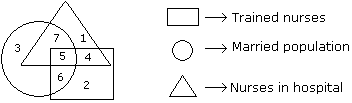 3
7
1
5
4
6
2
Trained nurses
Married population
Nurses in hospital